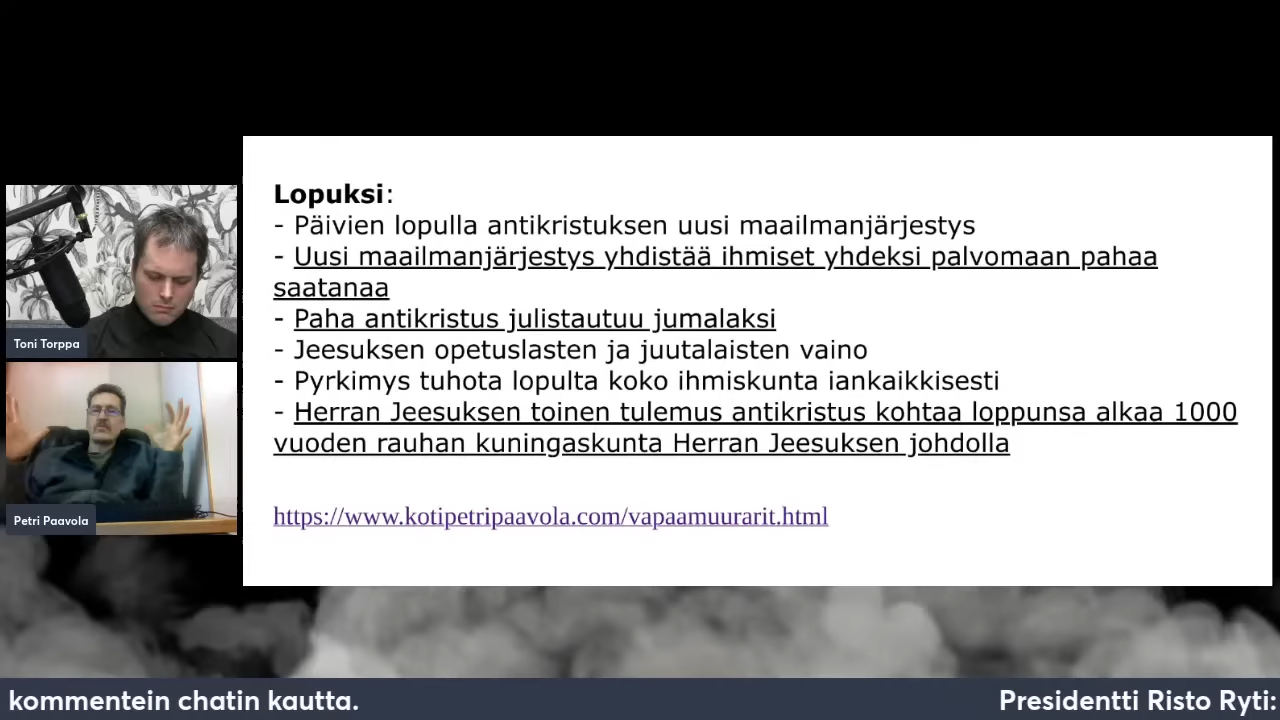 Lopuksi:
- Päivien lopulla antikristuksen uusi maailmanjärjestys
- Uusi maailmanjärjestys yhdistää ihmiset yhdeksi palvomaan pahaa
saatanaa
- Paha antikristus julistautuu jumalaksi
- Jeesuksen opetuslasten ja juutalaisten vaino
- Pyrkimys tuhota lopulta koko ihmiskunta iankaikkisesti
- Herran Jeesuksen toinen tulemus antikristus kohtaa loppunsa alkaa 1000
vuoden rauhan kuningaskunta Herran Jeesuksen johdolla
https://www.kotipetripaavola.com/vapaamuurarit.html
Toni Torppa
Petri Paavola
kommentein chatin kautta.
Presidentti Risto Ryti: